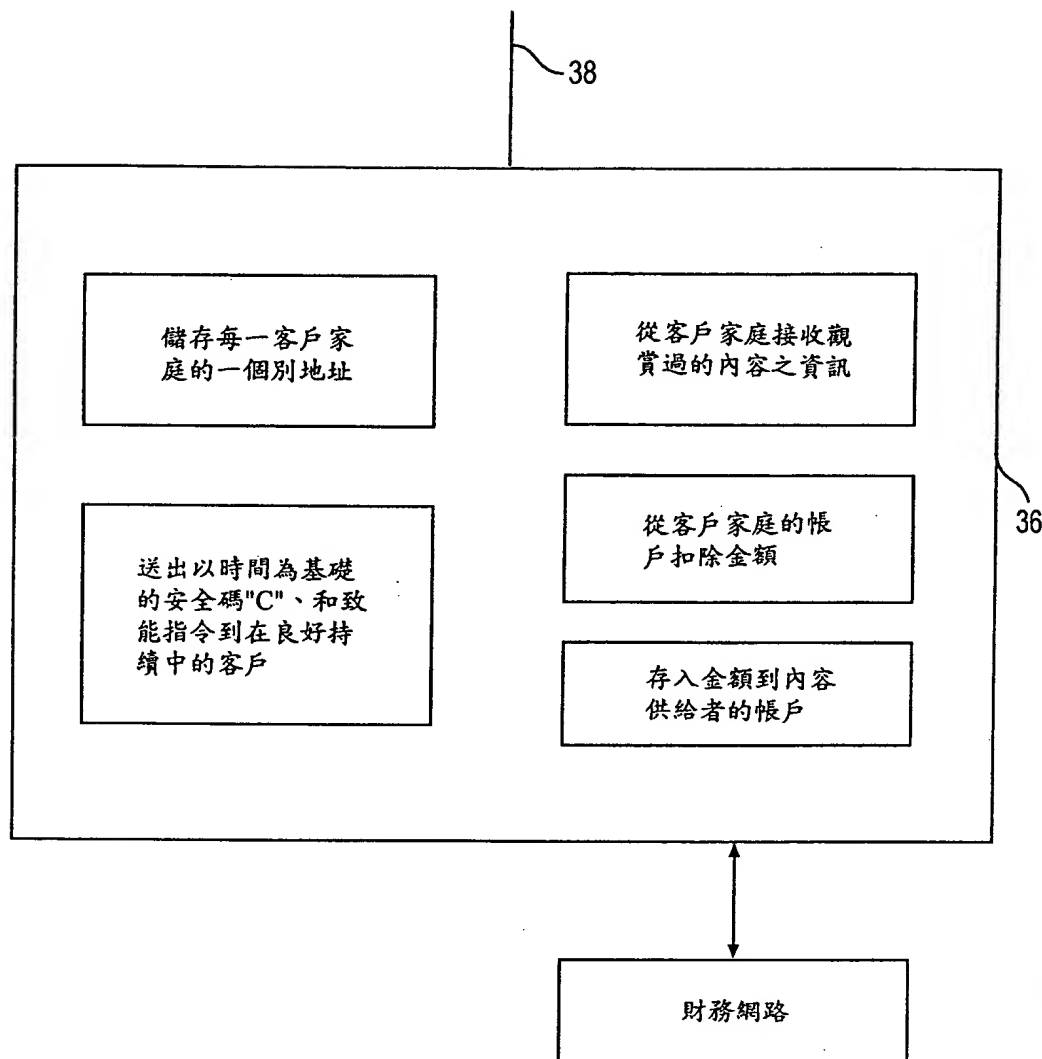 38
儲存每一客戶家
庭的一個別地址
從客戶家庭接收觀
賞過的內容之資訊
36
送出以時間為基礎
的安全碼"C"、和致
能指令到在良好持
續中的客戶
從客戶家庭的帳
戶扣除金額
存入金額到內容
供給者的帳戶
財務網路